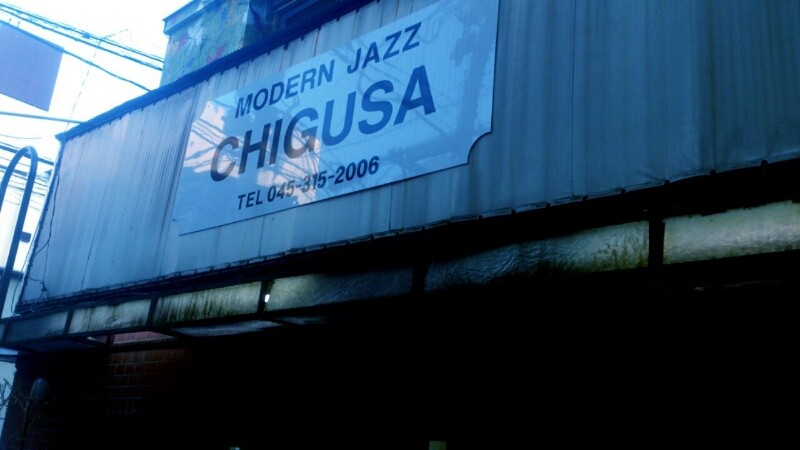 MODERN JAZZ
CHIGUSA
TEL 045-315-2006